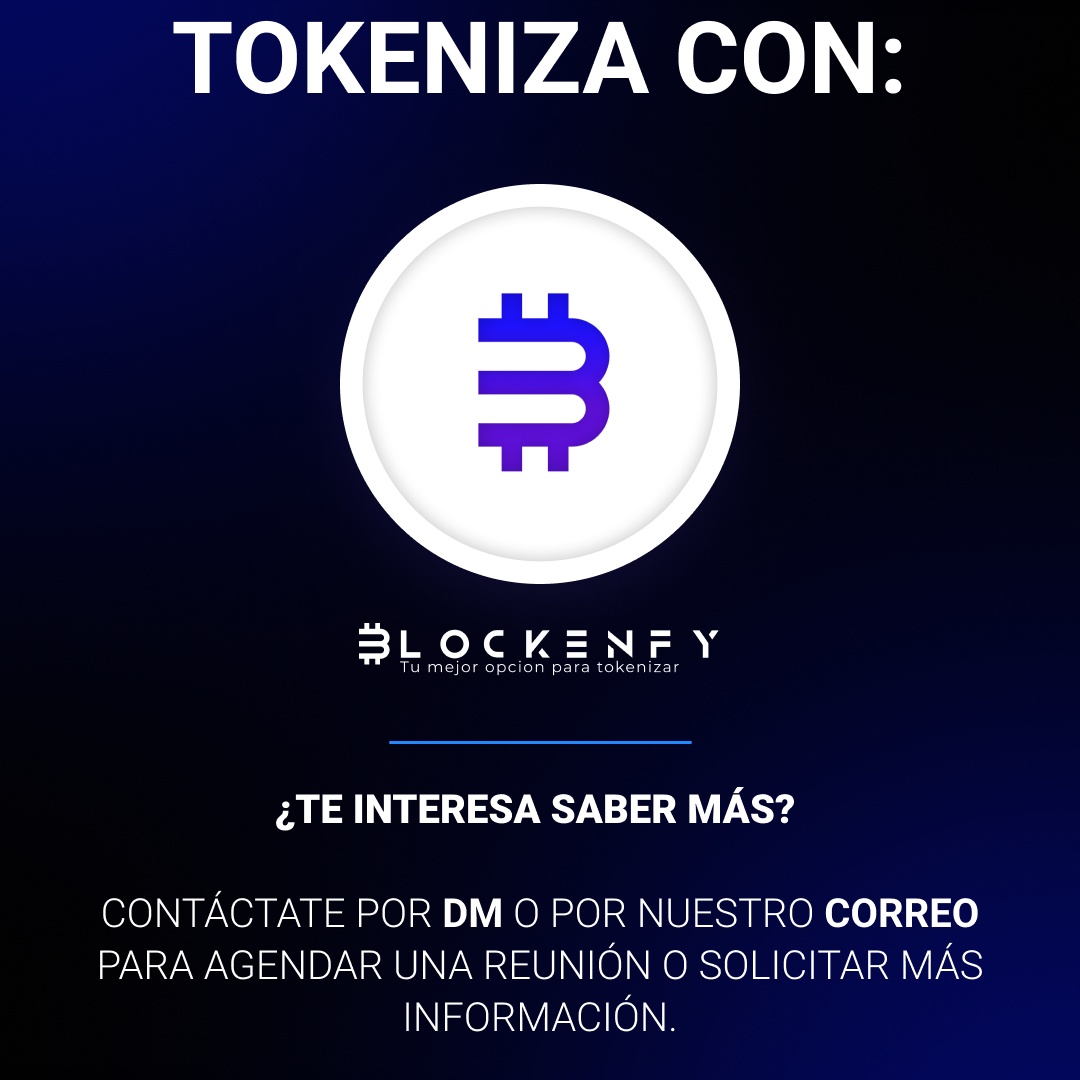 TOKENIZA CON:
BLOCKENFY
Tu mejor opcion para tokenizar
¿TE INTERESA SABER MÁS?
CONTÁCTATE POR DM O POR NUESTRO CORREO
PARA AGENDAR UNA REUNIÓN O SOLICITAR MÁS
INFORMACIÓN.